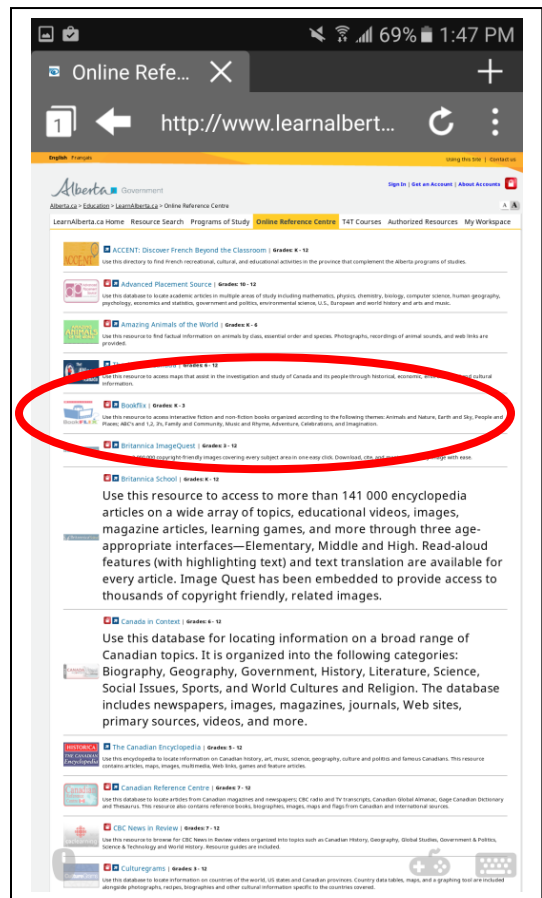 69% 1:47 PM
Online Refe...
1 http://www.learnalbert...
English Français Using this Site | Contact us
Alberta Government Sign In | Get an Account | About Accounts
Alberta.ca > Education > LearnAlberta.ca > Online Reference Centre A A
LearnAlberta.ca Home Resource Search Programs of Study Online Reference Centre T4T Courses Authorized Resources My Workspace
ACCENT: Discover French Beyond the Classroom | Grades: K - 12
ACCENT
Use this directory to find French recreational, cultural, and educational activities in the province that complement the Alberta programs of studies.
Advanced Placement Source | Grades: 10 - 12
Use this database to locate academic articles in multiple areas of study including mathematics, physics, chemistry, biology, computer science, human geography,
psychology, economics and statistics, government and politics, environmental science, U.S., European and world history and arts and music.
Amazing Animals of the World | Grades: K - 6
ANIMALS
Use this resource to find factual information on animals by class, essential order and species. Photographs, recordings of animal sounds, and web links are
provided.
Grades: 6 - 12
Use this resource to access maps that assist in the investigation and study of Canada and its people through historical, economic, and cultural
information.
Bookflix | Grades: K - 3
Use this resource to access interactive fiction and non-fiction books organized according to the following themes: Animals and Nature, Earth and Sky, People and
Places; ABC's and 1,2, 3's, Family and Community, Music and Rhyme, Adventure, Celebrations, and Imagination.
Britannica ImageQuest | Grades: 3 - 12
copyright-friendly images covering every subject area in one easy click. Download, cite, and with ease.
Britannica School | Grades: K - 12
Use this resource to access to more than 141 000 encyclopedia
articles on a wide array of topics, educational videos, images,
magazine articles, learning games, and more through three age-
appropriate interfaces—Elementary, Middle and High. Read-aloud
features (with highlighting text) and text translation are available for
every article. Image Quest has been embedded to provide access to
thousands of copyright friendly, related images.
Canada in Context | Grades: 6 - 12
Use this database for locating information on a broad range of
Canadian topics. It is organized into the following categories:
Biography, Geography, Government, History, Literature, Science,
Social Issues, Sports, and World Cultures and Religion. The database
includes newspapers, images, magazines, journals, Web sites,
primary sources, videos, and more.
HISTORICA
The Canadian Encyclopedia | Grades: 5 - 12
THE CANADIAN
Encyclopedia
Use this encyclopedia to locate information on Canadian history, art, music, science, geography, culture and politics and famous Canadians. This resource
contains articles, maps, images, multimedia, Web links, games and feature articles.
Canadian Reference Centre | Grades: 7 - 12
Use this database to locate articles from Canadian magazines and newspapers; CBC radio and TV transcripts, Canadian Global Almanac, Gage Canadian Dictionary
and Thesaurus. This resource also contains reference books, biographies, images, maps and flags from Canadian and international sources.
CBC News in Review | Grades: 7 - 12
Use this resource to browse for CBC News in Review videos organized into topics such as Canadian History, Geography, Global Studies, Government & Politics,
Science & Technology and World History. Resource guides are included.
Culturegrams | Grades: 3 - 12
Use this database to locate information on countries of the world, US states and Canadian provinces. Country data tables, maps, and a graphing tool are included
alongside photographs, recipes, biographies and other cultural information specific to the countries covered.